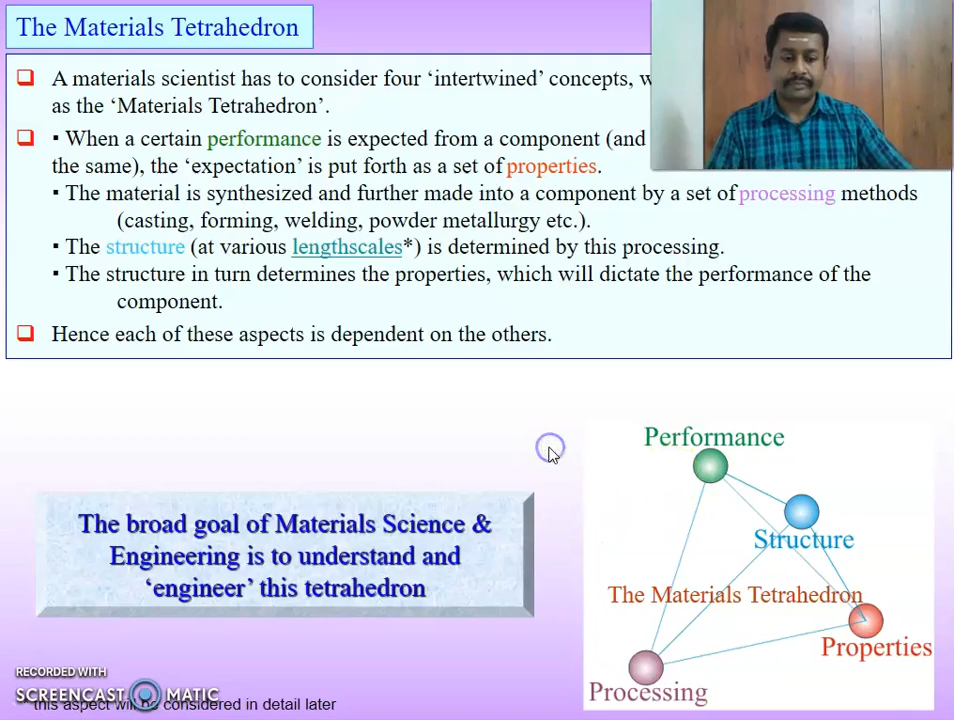 The Materials Tetrahedron
❑ A materials scientist has to consider four ‘intertwined’ concepts,
as the ‘Materials Tetrahedron’.
❑ ▪ When a certain performance is expected from a component (and
the same), the ‘expectation’ is put forth as a set of properties.
▪ The material is synthesized and further made into a component by a set of processing methods
(casting, forming, welding, powder metallurgy etc.).
▪ The structure (at various lengthscales*) is determined by this processing.
▪ The structure in turn determines the properties, which will dictate the performance of the
component.
❑ Hence each of these aspects is dependent on the others.
The broad goal of Materials Science &
Engineering is to understand and
‘engineer’ this tetrahedron
Performance
Structure
The Materials Tetrahedron
Properties
Processing
RECORDED WITH
SCREENCAST MATIC
this aspect will be considered in detail later